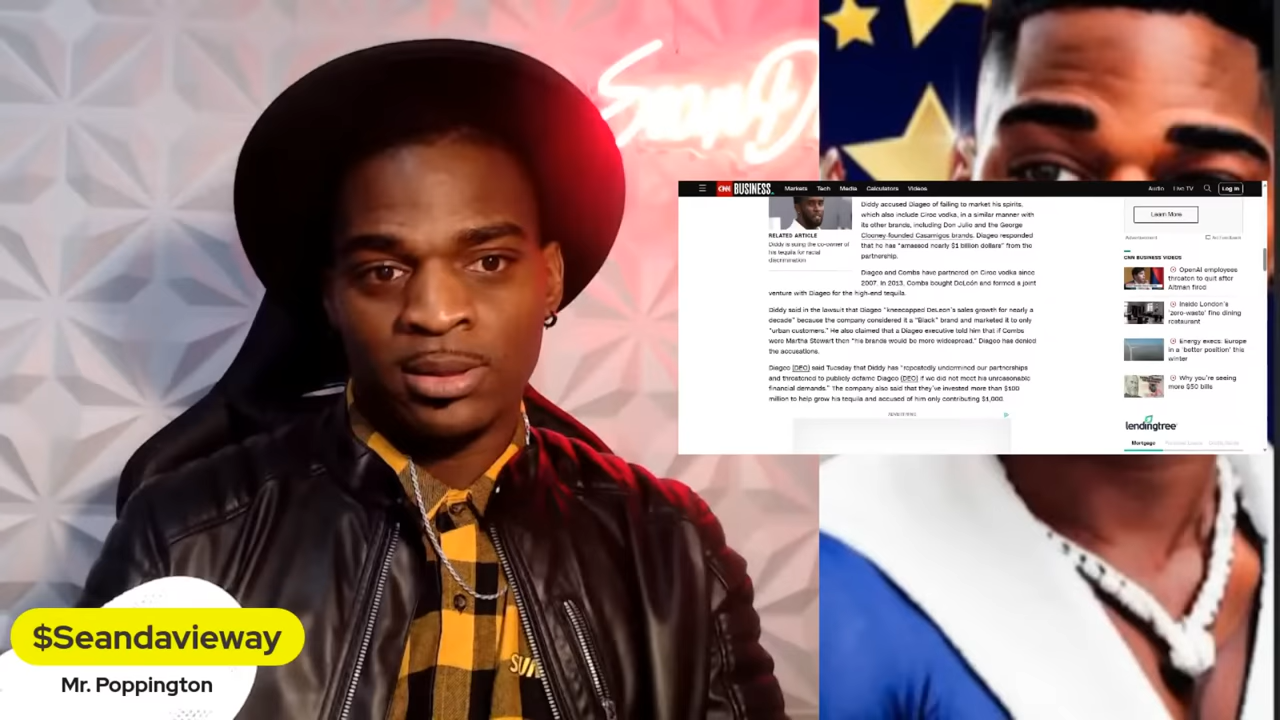 SeanD
CNN BUSINESS
Markets Tech Media Calculators Videos
Audio Live TV Log In
RELATED ARTICLE
Diddy is suing the co-owner of
his tequila for racial
discrimination
Diddy accused Diageo of failing to market his spirits,
which also include Ciroc vodka, in a similar manner with
its other brands, including Don Julio and the George
Clooney-founded Casamigos brands. Diageo responded
that he has "amassed nearly $1 billion dollars" from the
partnership.
Diageo and Combs have partnered on Ciroc vodka since
2007. In 2013, Combs bought DeLeón and formed a joint
venture with Diageo for the high-end tequila.
Diddy said in the lawsuit that Diageo "kneecapped DeLeon's sales growth for nearly a
decade" because the company considered it a "Black" brand and marketed it to only
"urban customers." He also claimed that a Diageo executive told him that if Combs
were Martha Stewart then "his brands would be more widespread." Diageo has denied
the accusations.
Diageo (DEO) said Tuesday that Diddy has "repeatedly undermined our partnerships
and threatened to publicly defame Diageo (DEO) if we did not meet his unreasonable
financial demands." The company also said that they've invested more than $100
million to help grow his tequila and accused of him only contributing $1,000.
Learn More
Advertisement Ad Feedback
CNN BUSINESS VIDEOS
OpenAI employees
threaten to quit after
Altman fired
Inside London's
'zero-waste' fine dining
restaurant
Energy execs: Europe
in a 'better position' this
winter
Why you're seeing
more $50 bills
lendingtree
Mortgage
$Seandavieway
Mr. Poppington